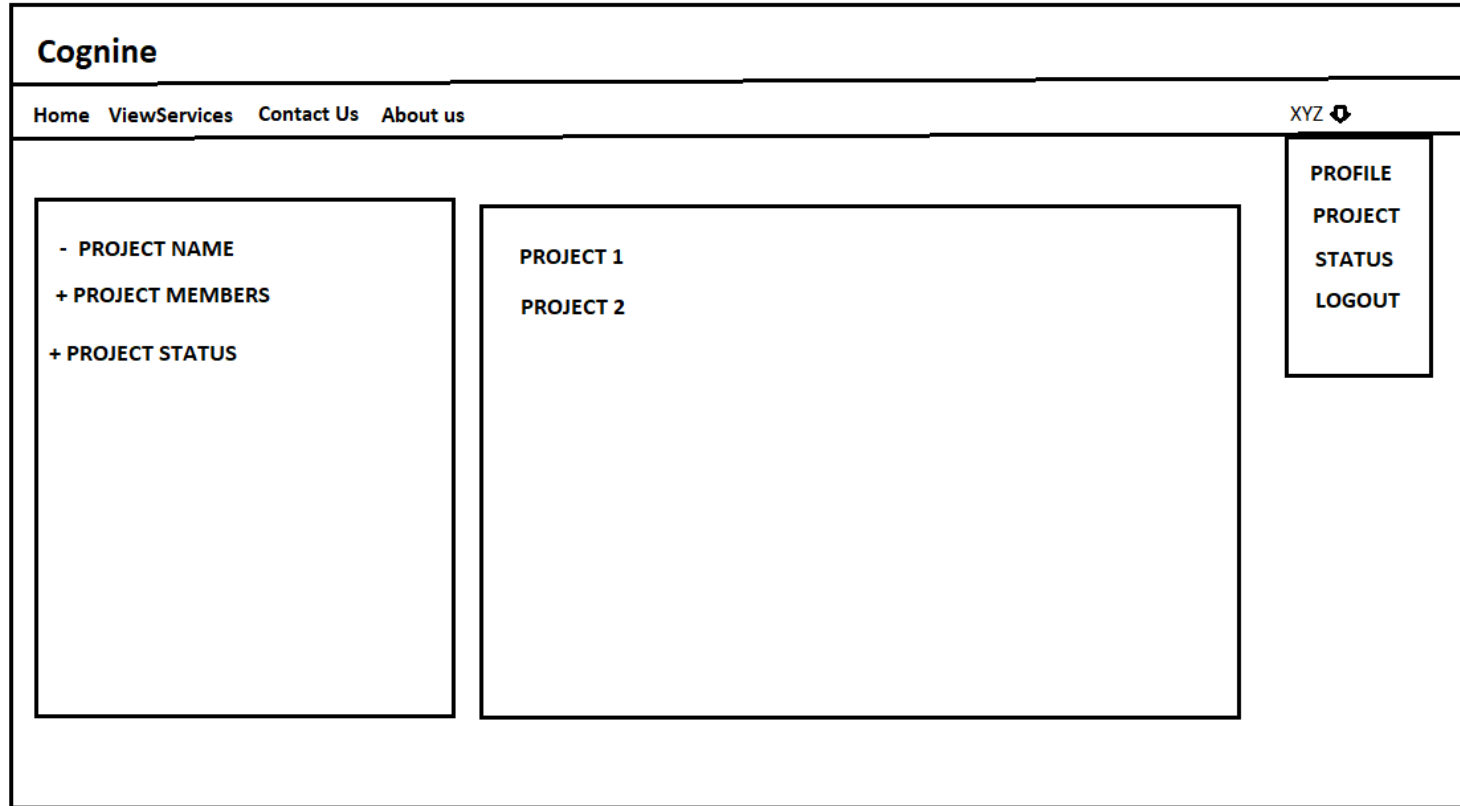 Cognine
Home ViewServices Contact Us About us XYZ
PROFILE
PROJECT
STATUS
LOGOUT
- PROJECT NAME
+ PROJECT MEMBERS
+ PROJECT STATUS
PROJECT 1
PROJECT 2